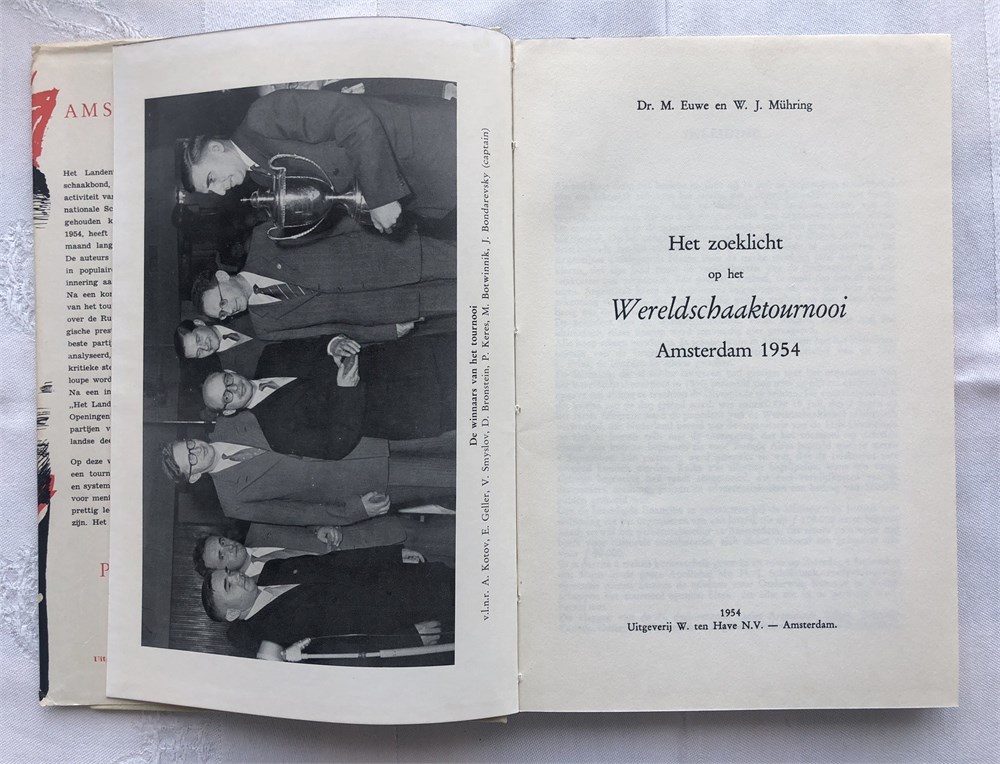 AMS
Het Landen
schaakbond,
activiteit va
nationale Sc
gehouden k
1954, heeft
maand lang
De auteurs
in populair
innering aa
Na een kor
van het tou
over de Ru
gische prest
beste parti
analyseerd,
kritieke ste
loupe word
Na een in
„Het Land
Openingen
partijen v
landse dee
Op deze v
een tourn
en system
voor meni
prettig le
zijn. Het
P
De winnaars van het tournooi
v.l.n.r. A. Kotov, E. Geller, V. Smyslov, D. Bronstein, P. Keres, M. Botwinnik, J. Bondarevsky (captain)
Dr. M. Euwe en W. J. Mühring
Het zoeklicht
op het
Wereldschaaktournooi
Amsterdam 1954
1954
Uitgeverij W. ten Have N.V. — Amsterdam.